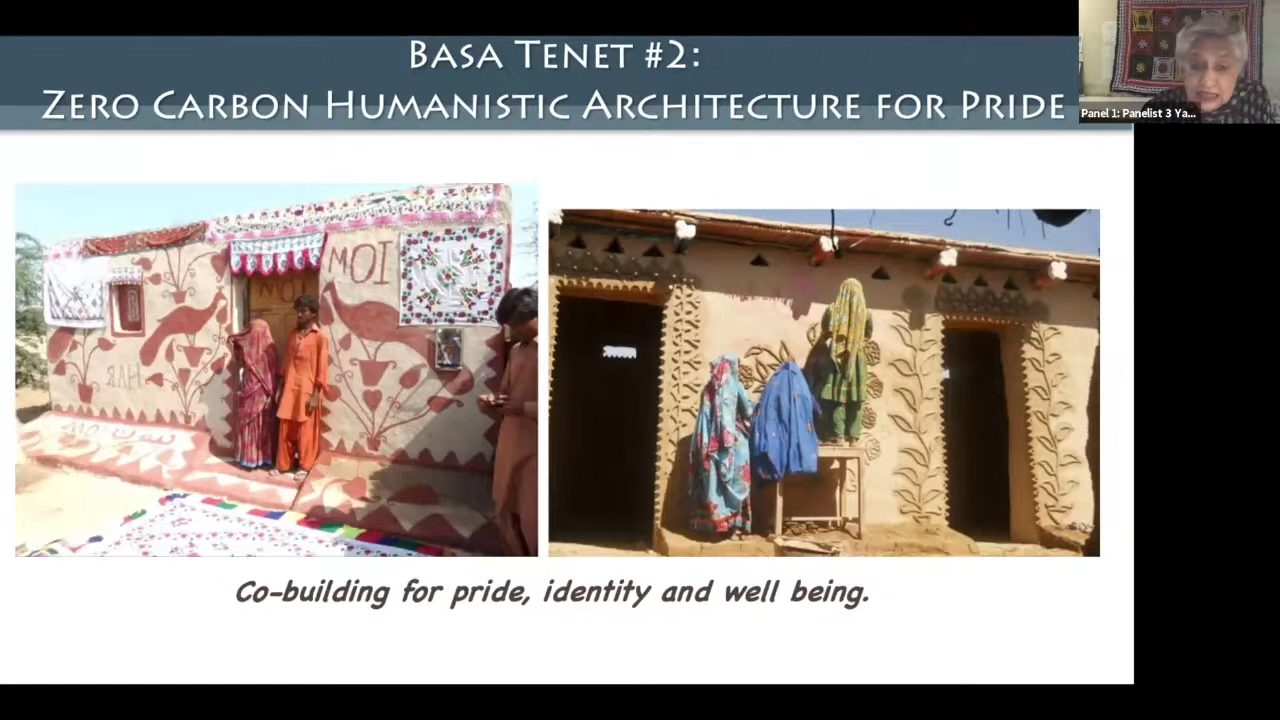 BASA TENET #2:
ZERO CARBON HUMANISTIC ARCHITECTURE FOR PRIDE
Panel 1: Panelist 3 Ya...
MOI
MOI
Co-building for pride, identity and well being.